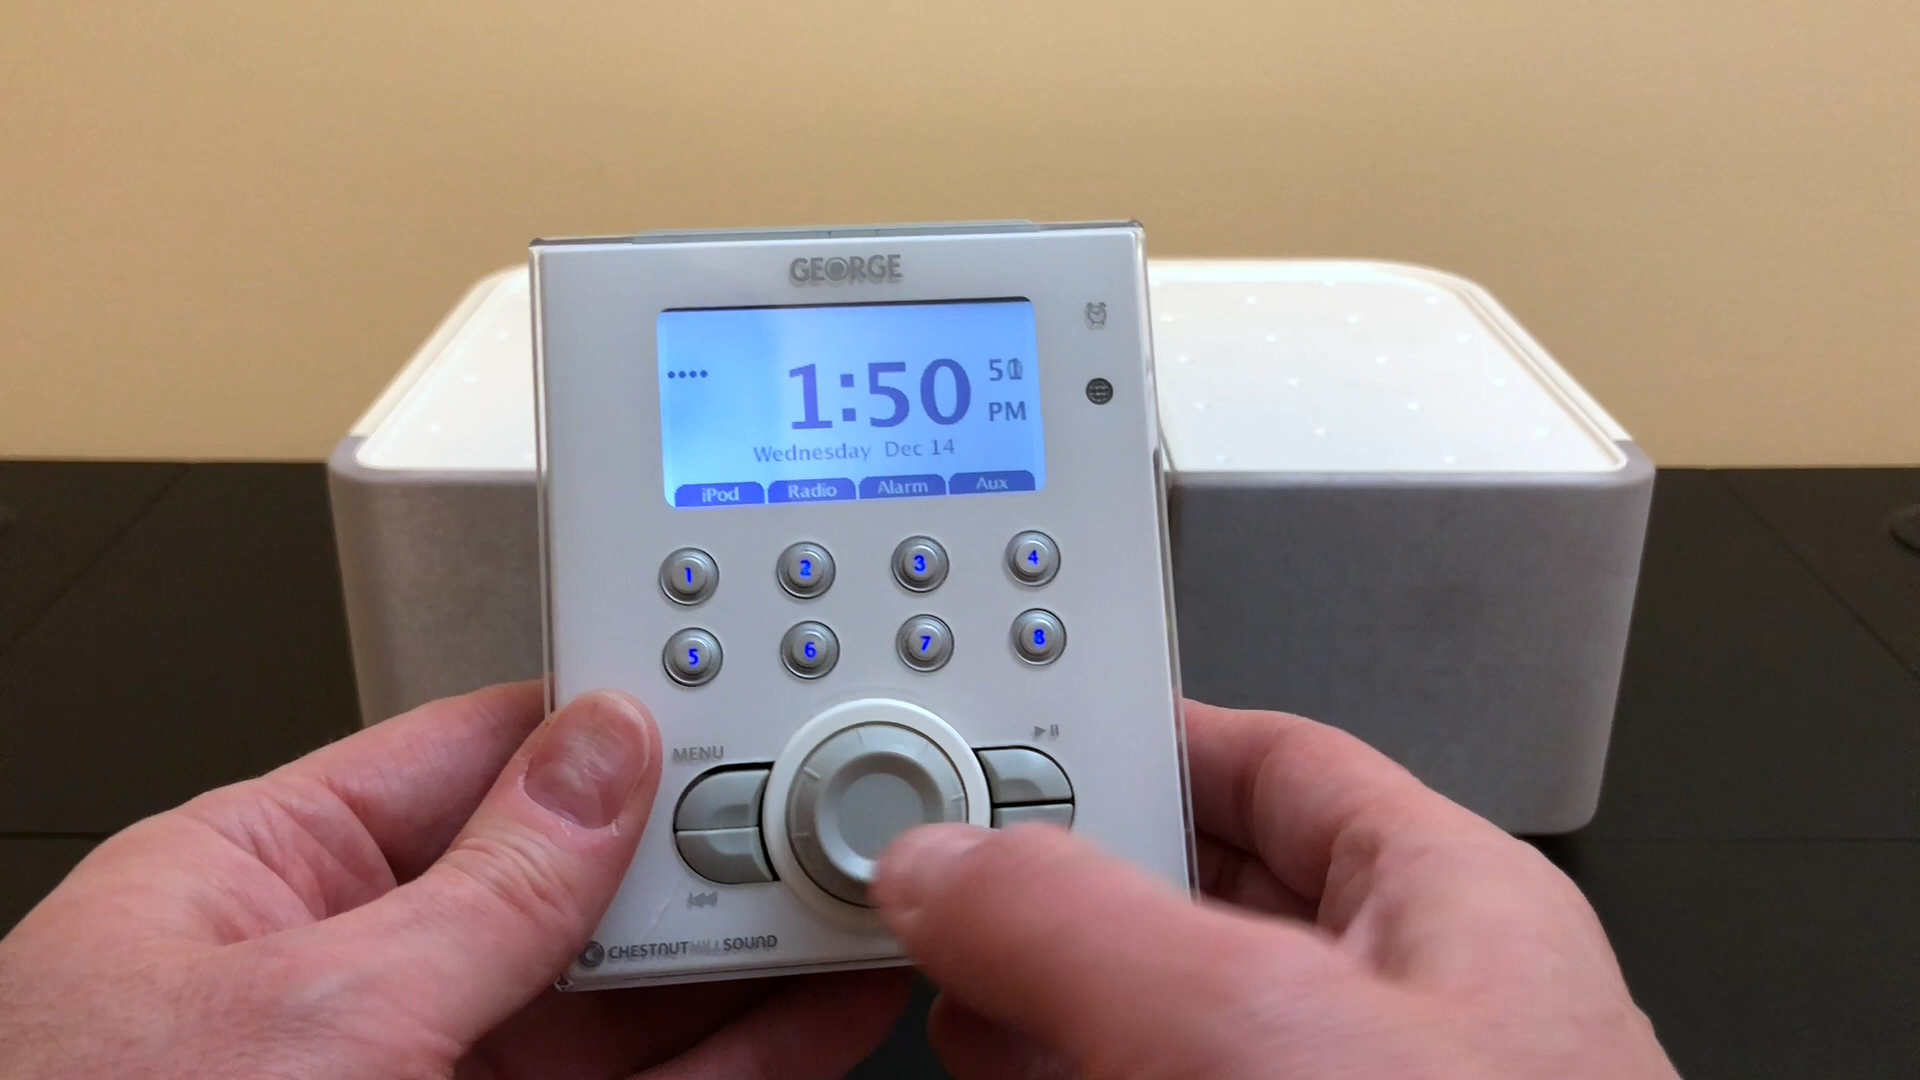 GEORGE
1:50
PM
Wednesday Dec 14
iPod Radio Alarm Aux
1 2 3 4
5 6 7 8
MENU
CHESTNUTHILLSOUND